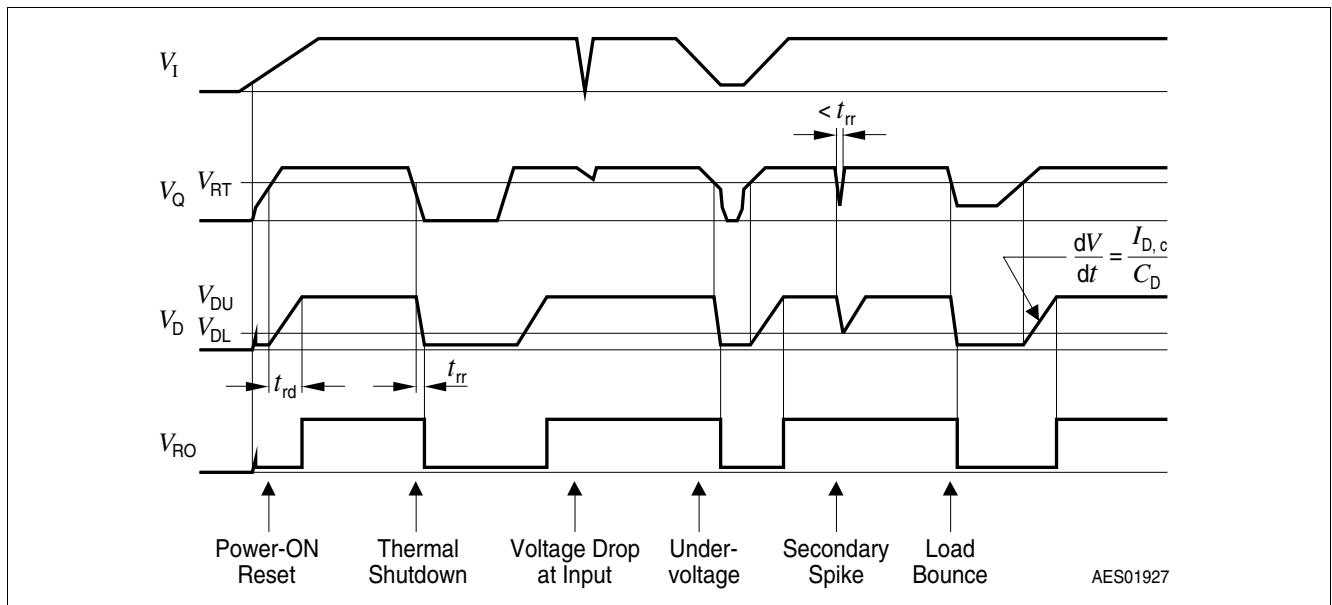 V_I
< t_rr
V_Q V_RT
dV/dt = I_D, c/C_D
V_DU
V_D V_DL
t_rd
t_rr
V_RO
Power-ON
Reset
Thermal
Shutdown
Voltage Drop
at Input
Under-
voltage
Secondary
Spike
Load
Bounce
AES01927